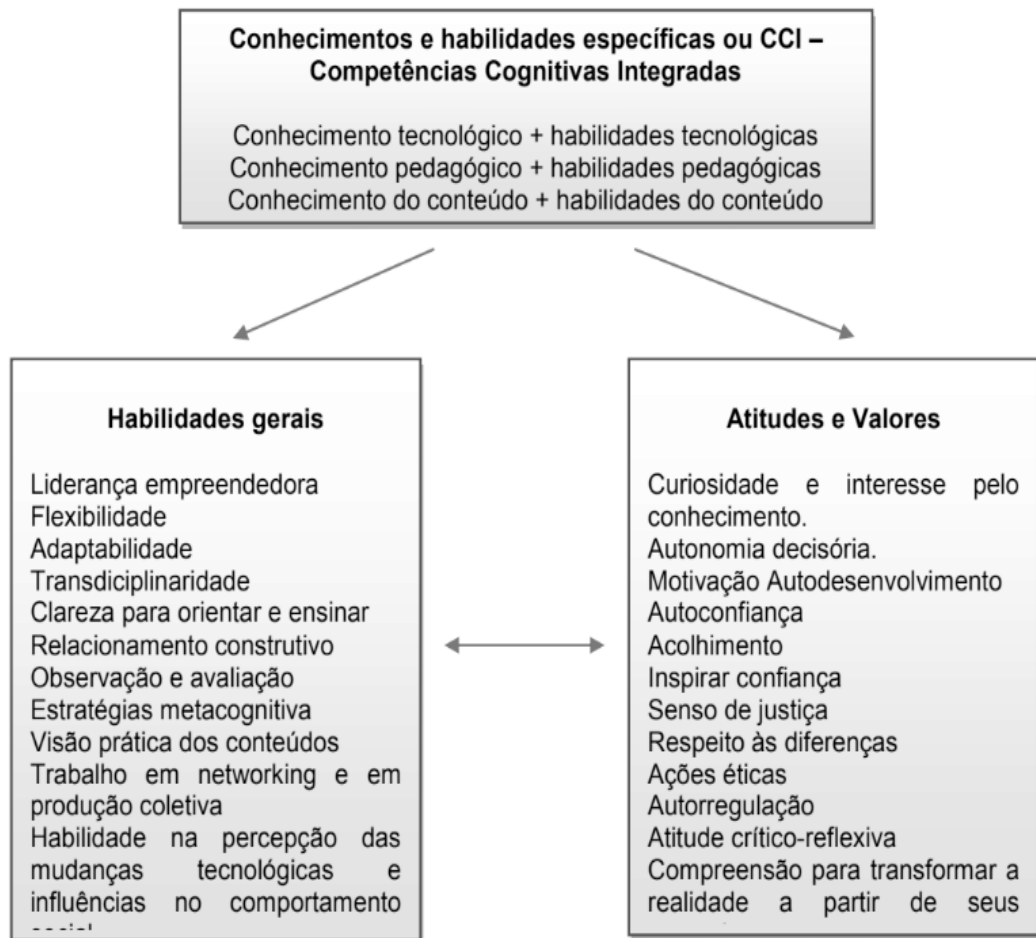 Conhecimentos e habilidades específicas ou CCI –
Competências Cognitivas Integradas
Conhecimento tecnológico + habilidades tecnológicas
Conhecimento pedagógico + habilidades pedagógicas
Conhecimento do conteúdo + habilidades do conteúdo
Habilidades gerais
Liderança empreendedora
Flexibilidade
Adaptabilidade
Transdiciplinaridade
Clareza para orientar e ensinar
Relacionamento construtivo
Observação e avaliação
Estratégias metacognitiva
Visão prática dos conteúdos
Trabalho em networking e em
produção coletiva
Habilidade na percepção das
mudanças tecnológicas e
influências no comportamento
Atitudes e Valores
Curiosidade e interesse pelo
conhecimento.
Autonomia decisória.
Motivação Autodesenvolvimento
Autoconfiança
Acolhimento
Inspirar confiança
Senso de justiça
Respeito às diferenças
Ações éticas
Autorregulação
Atitude crítico-reflexiva
Compreensão para transformar a
realidade a partir de seus